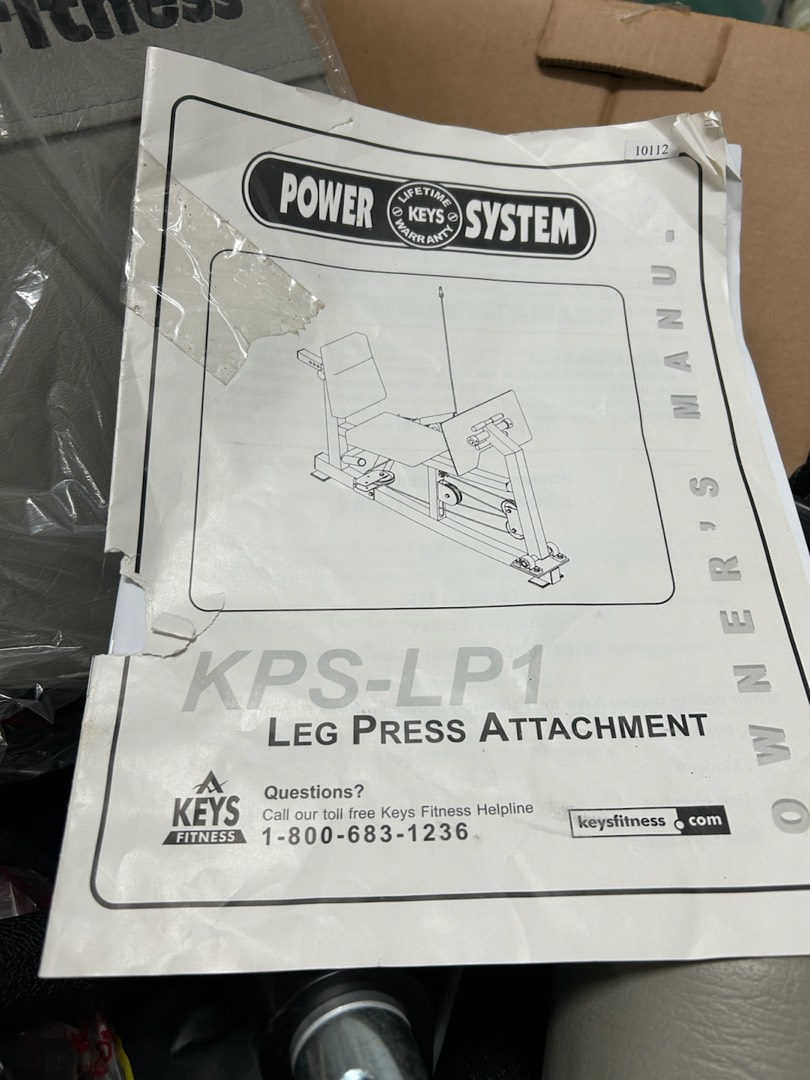 Fitness
10112
POWER
LIFETIME
KEYS
WARRANTY
SYSTEM
OWNER'S MANU-
KPS-LP1
LEG PRESS ATTACHMENT
KEYS
FITNESS
Questions?
Call our toll free Keys Fitness Helpline
1-800-683-1236
keysfitness.com